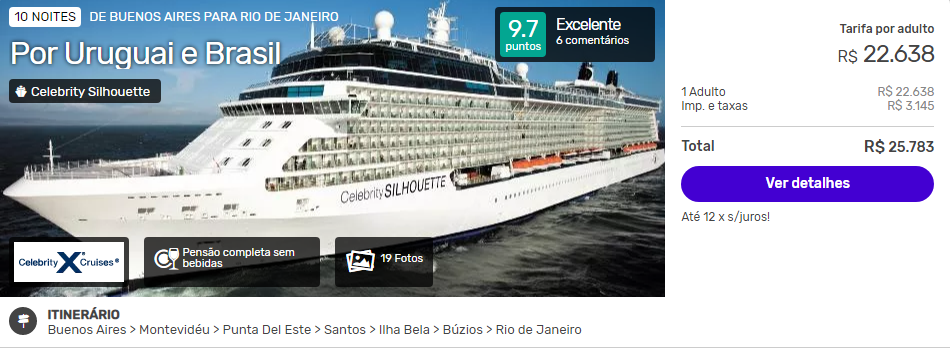 10 NOITES DE BUENOS AIRES PARA RIO DE JANEIRO
Por Uruguai e Brasil
Celebrity Silhouette
9.7
puntos
Excelente
6 comentários
Celebrity SILHOUETTE
Celebrity X Cruises®
Pensão completa sem
bebidas
19 Fotos
Tarifa por adulto
R$ 22.638
1 Adulto R$ 22.638
Imp. e taxas R$ 3.145
Total R$ 25.783
Ver detalhes
Até 12 x s/juros!
ITINERÁRIO
Buenos Aires > Montevidéu > Punta Del Este > Santos > Ilha Bela > Búzios > Rio de Janeiro